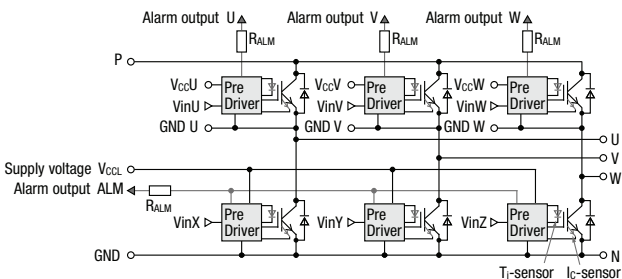 Alarm output U Alarm output V Alarm output W
RALM RALM RALM
P
VCCU Pre Driver VCCV Pre Driver VCCW Pre Driver
VinU VinV VinW
GND U GND V GND W
U
V
W
Supply voltage VCCL
Alarm output ALM
RALM
VinX Pre Driver VinY Pre Driver VinZ Pre Driver
GND N
Tj-sensor IC-sensor